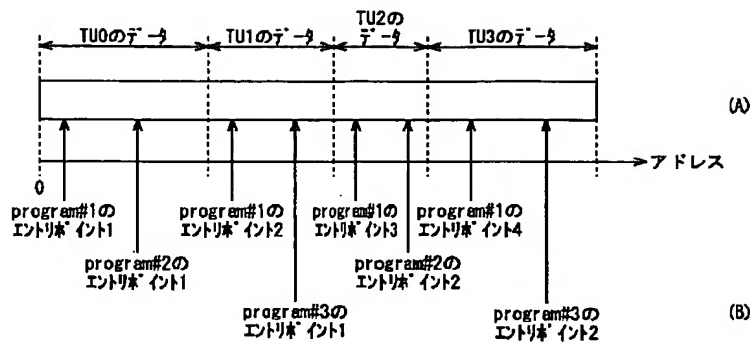 TU0のデータ
TU1のデータ
TU2の
データ
TU3のデータ
(A)
アドレス
0
program#1の
エントリポイント1
program#1の
エントリポイント2
program#1の
エントリポイント3
program#1の
エントリポイント4
program#2の
エントリポイント1
program#2の
エントリポイント2
program#3の
エントリポイント1
program#3の
エントリポイント2
(B)